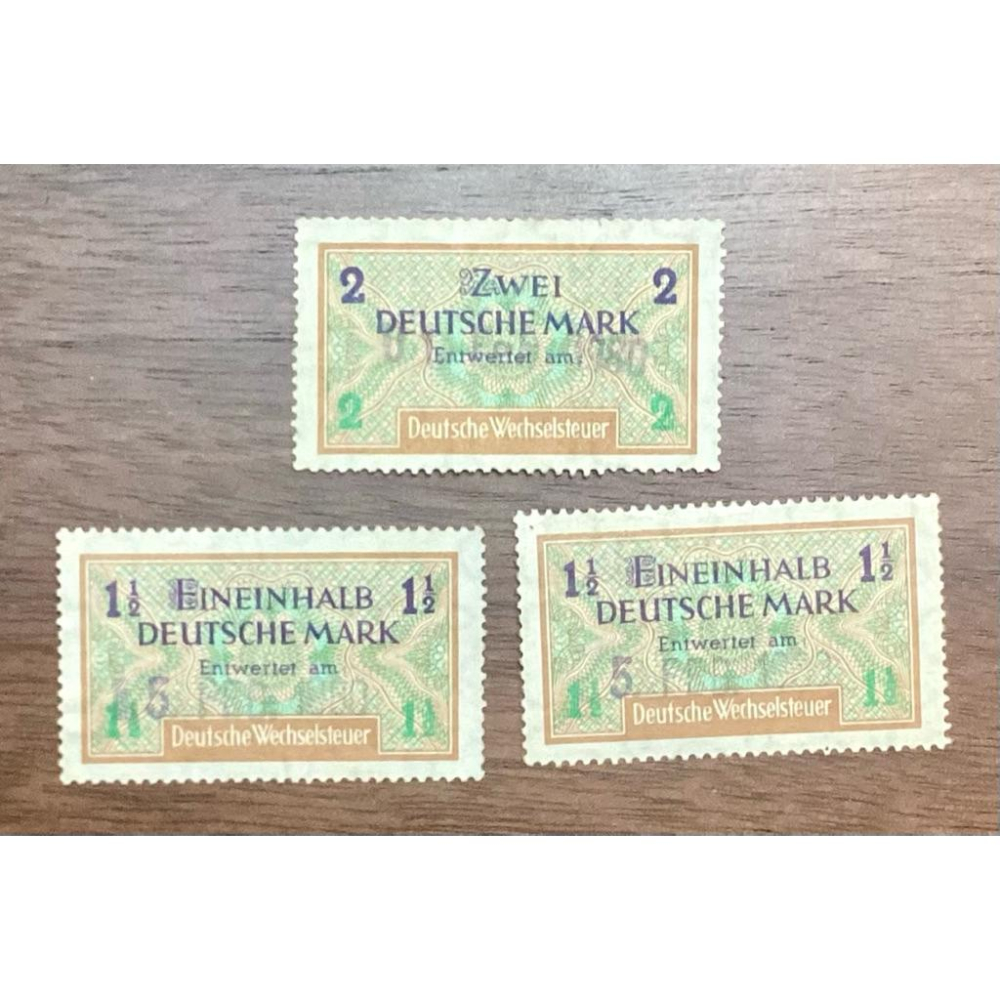 2 ZWEI 2
DEUTSCHE MARK
Entwertet am:
2 2
Deutsche Wechselsteuer
1½ EINEINHALB 1½
DEUTSCHE MARK
Entwertet am
5
1½ 1½
Deutsche Wechselsteuer
1½ EINEINHALB 1½
DEUTSCHE MARK
Entwertet am
5
1½ 1½
Deutsche Wechselsteuer